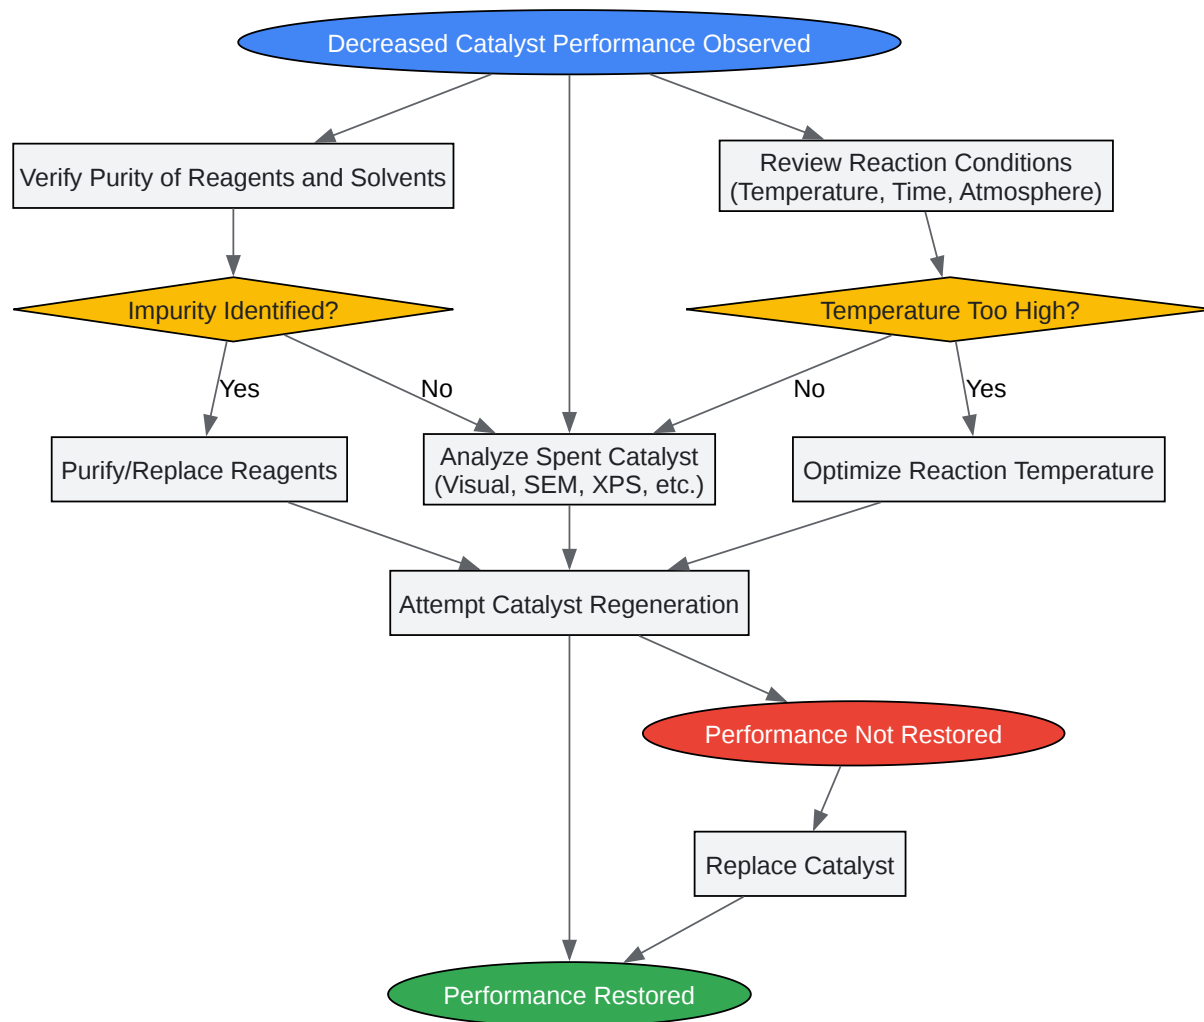 Decreased Catalyst Performance Observed
Verify Purity of Reagents and Solvents
Review Reaction Conditions
(Temperature, Time, Atmosphere)
Impurity Identified?
Temperature Too High?
Yes
No
No
Yes
Purify/Replace Reagents
Analyze Spent Catalyst
(Visual, SEM, XPS, etc.)
Optimize Reaction Temperature
Attempt Catalyst Regeneration
Performance Not Restored
Replace Catalyst
Performance Restored